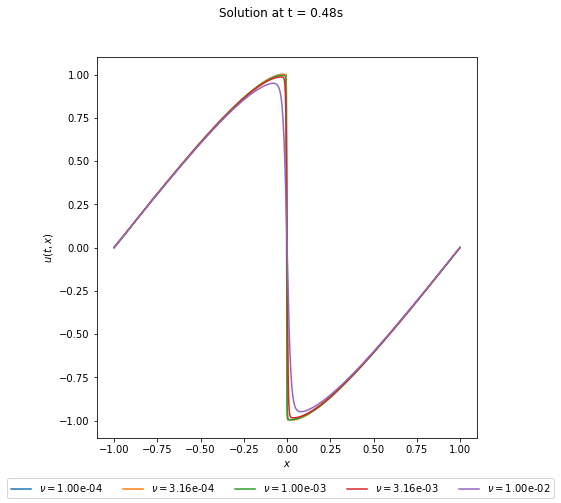 Solution at t = 0.48s
1.00
0.75
0.50
0.25
0.00
−0.25
−0.50
−0.75
−1.00
u(t, x)
−1.00 −0.75 −0.50 −0.25 0.00 0.25 0.50 0.75 1.00
x
ν = 1.00e-04 ν = 3.16e-04 ν = 1.00e-03 ν = 3.16e-03 ν = 1.00e-02